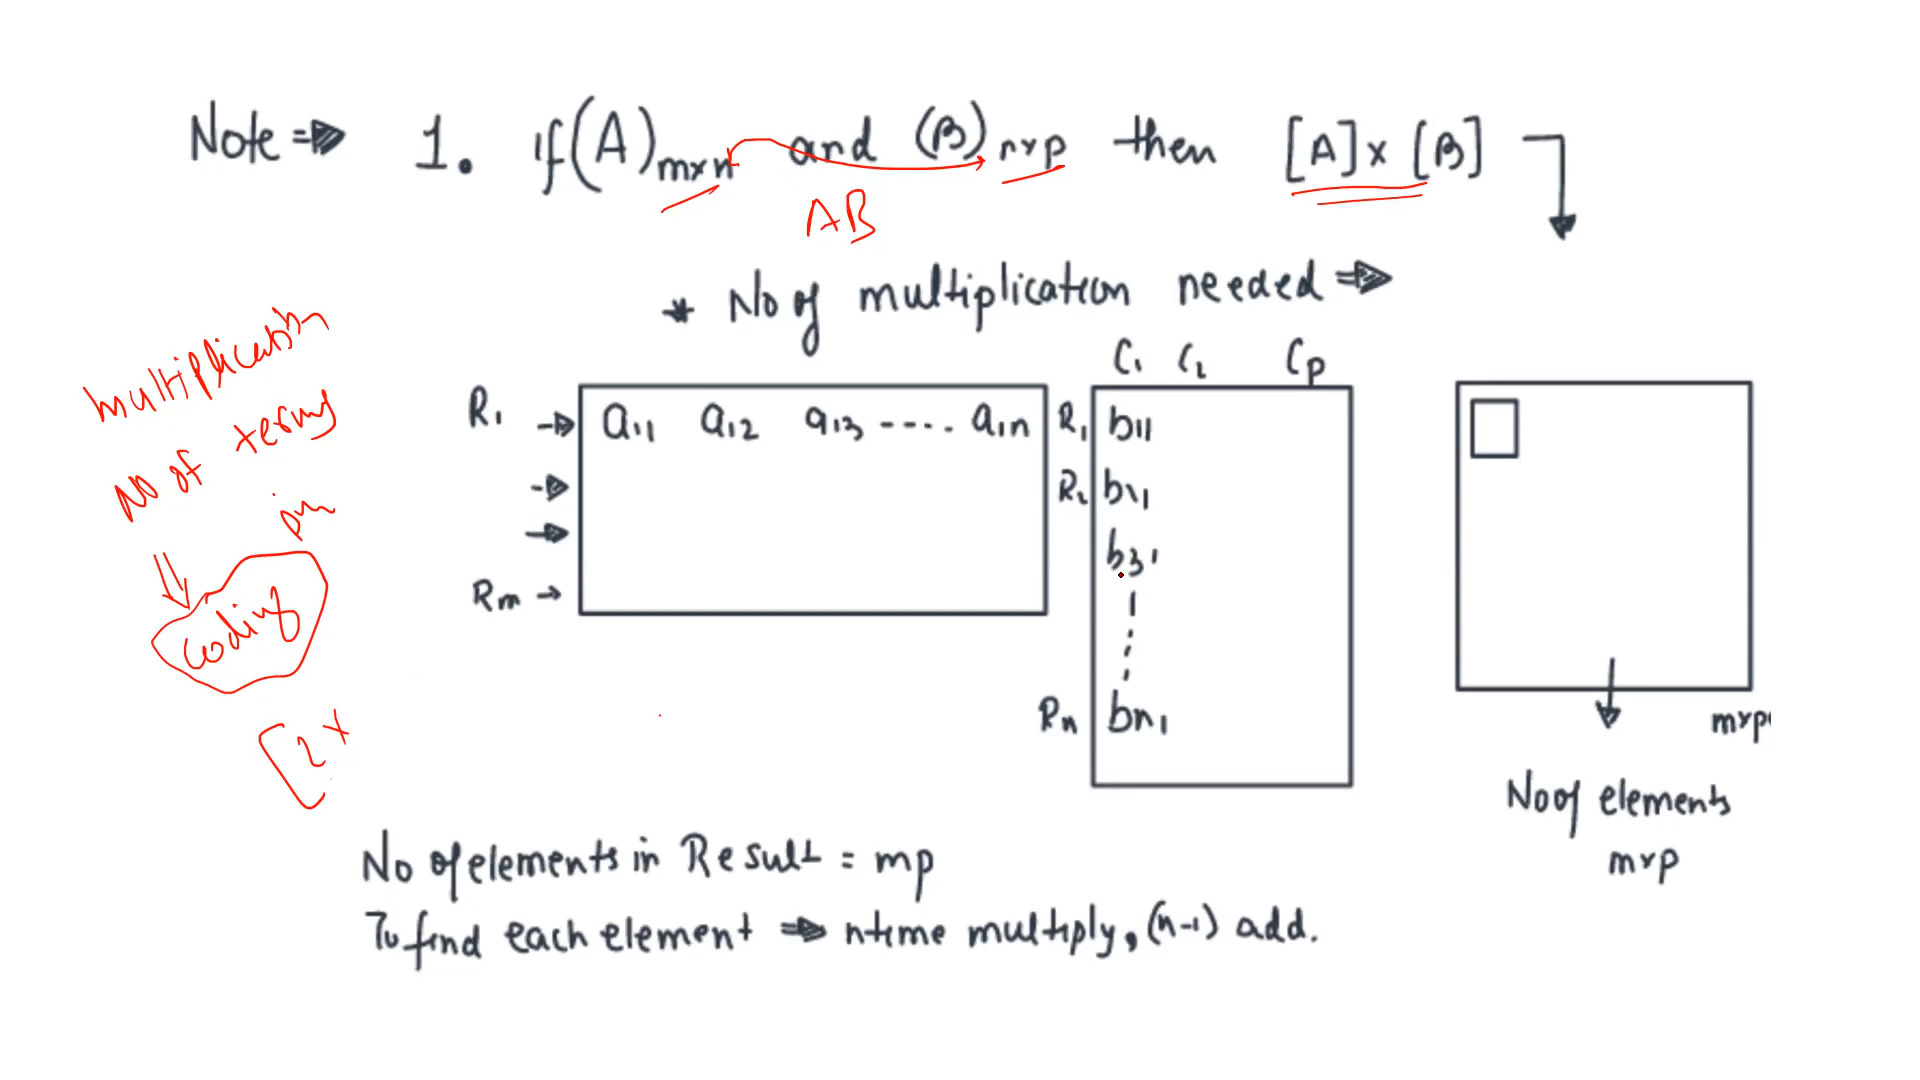 Note ⇒ 1. if (A)m×n and (B)n×p then [A]×[B]
AB
* No of multiplication needed ⇒
multiplication
No of terms
in
coding
[2 ×
C1 C2 Cp
R1 → a11 a12 a13 ---- a1n
Rm →
R1 b11
R2 b21
b31
Rn bn1
m×p
No of elements
m×p
No of elements in Result = mp
To find each element ⇒ n time multiply, (n-1) add.